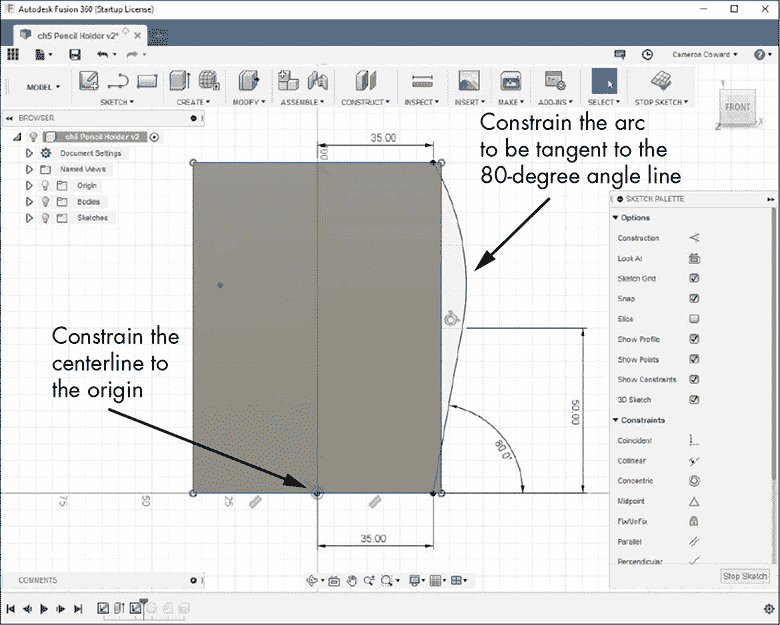 Autodesk Fusion 360 (Startup License)
ch5 Pencil Holder v2*
Cameron Coward
MODEL
SKETCH
CREATE
MODIFY
ASSEMBLE
CONSTRUCT
INSPECT
INSERT
MAKE
ADD-INS
SELECT
STOP SKETCH
BROWSER
ch5 Pencil Holder v2
Document Settings
Named Views
Origin
Bodies
Sketches
FRONT
Y
X
Z
35.00
Constrain the arc
to be tangent to the
80-degree angle line
Constrain the
centerline to
the origin
50.00
80.0°
75
50
25
35.00
SKETCH PALETTE
Options
Construction
Look At
Sketch Grid
Snap
Slice
Show Profile
Show Points
Show Constraints
3D Sketch
Constraints
Coincident
Collinear
Concentric
Midpoint
Fix/UnFix
Parallel
Perpendicular
Stop Sketch
COMMENTS